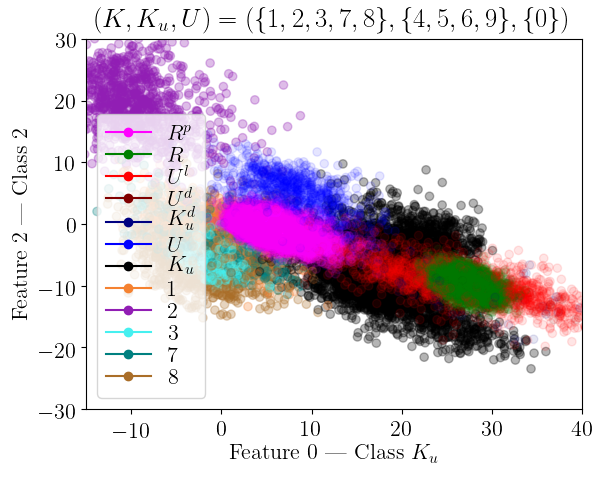 (K, K_u, U) = ({1, 2, 3, 7, 8}, {4, 5, 6, 9}, {0})
30
20
10
0
−10
−20
−30
Feature 2 — Class 2
R^p
R
U^l
U^d
K_u^d
U
K_u
1
2
3
7
8
−10 0 10 20 30 40
Feature 0 — Class K_u